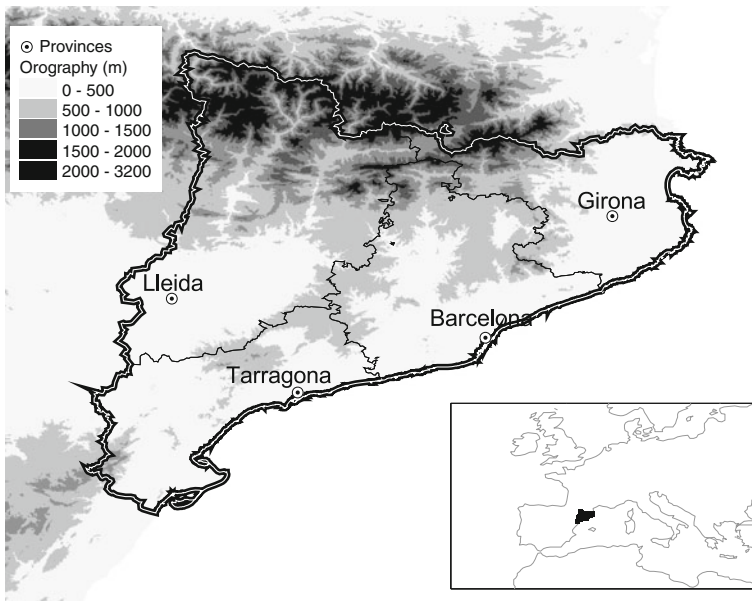 Provinces
Orography (m)
0 - 500
500 - 1000
1000 - 1500
1500 - 2000
2000 - 3200
Girona
Lleida
Barcelona
Tarragona